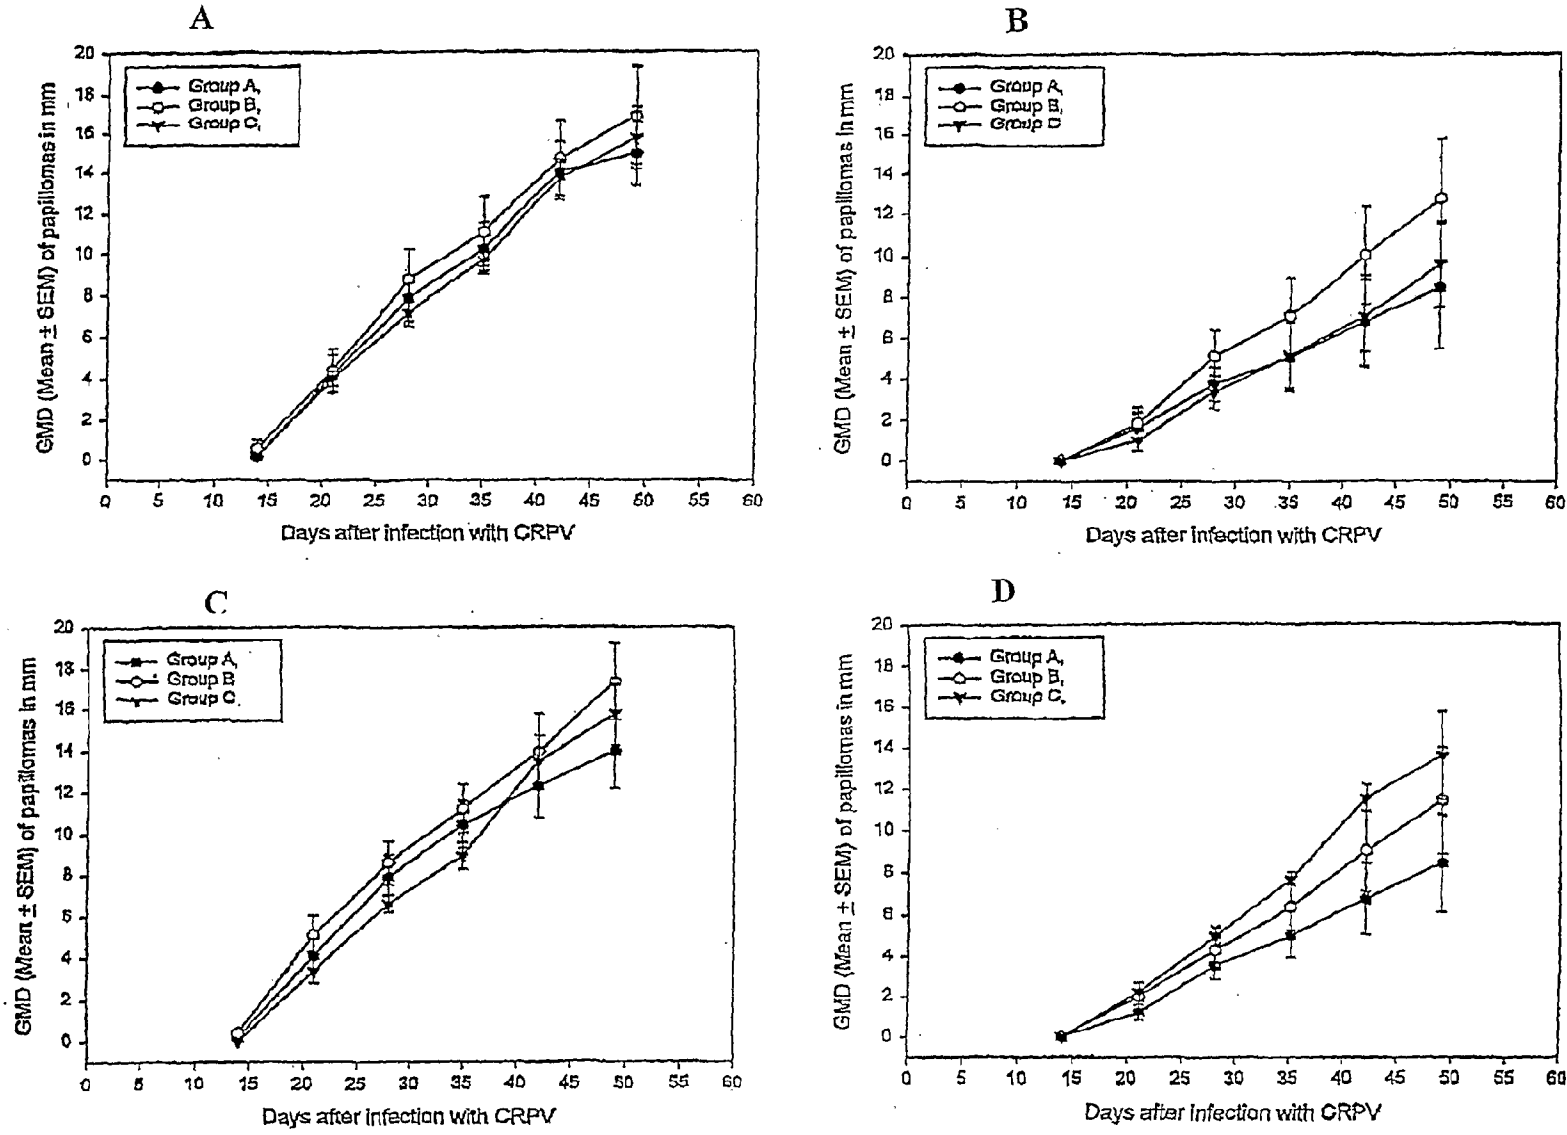 A
20
18
16
14
12
10
8
6
4
2
0
GMD (Mean ± SEM) of papillomas in mm
Group A,
Group B,
Group C,
0 5 10 15 20 25 30 35 40 45 50 55 60
Days after infection with CRPV
B
20
18
16
14
12
10
8
6
4
2
0
GMD (Mean ± SEM) of papillomas in mm
Group A,
Group B,
Group C
0 5 10 15 20 25 30 35 40 45 50 55 60
Days after infection with CRPV
C
20
18
16
14
12
10
8
6
4
2
0
GMD (Mean ± SEM) of papillomas in mm
Group A,
Group B
Group C.
0 5 10 15 20 25 30 35 40 45 50 55 60
Days after infection with CRPV
D
20
18
16
14
12
10
8
6
4
2
0
GMD (Mean ± SEM) of papillomas in mm
Group A,
Group B,
Group C,
0 5 10 15 20 25 30 35 40 45 50 55 60
Days after infection with CRPV